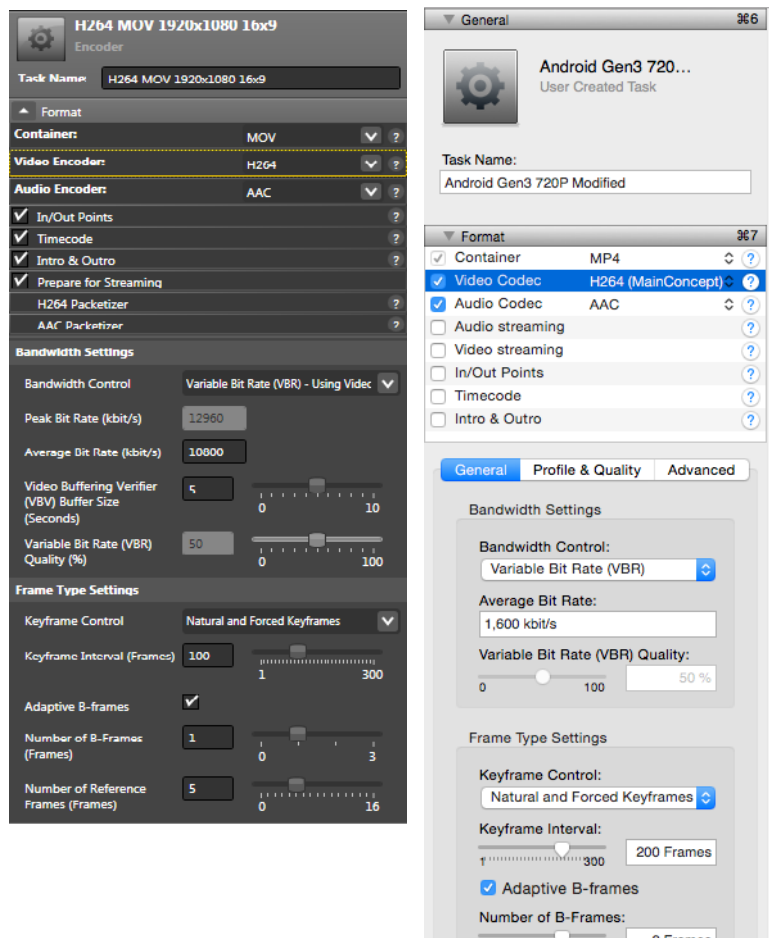 H264 MOV 1920x1080 16x9
Encoder
Task Name: H264 MOV 1920x1080 16x9
Format
Container: MOV ?
Video Encoder: H264 ?
Audio Encoder: AAC ?
In/Out Points ?
Timecode ?
Intro & Outro ?
Prepare for Streaming
H264 Packetizer ?
AAC Packetizer ?
Bandwidth Settings
Bandwidth Control Variable Bit Rate (VBR) - Using Videc
Peak Bit Rate (kbit/s) 12960
Average Bit Rate (kbit/s) 10800
Video Buffering Verifier 5
(VBV) Buffer Size
(Seconds) 0 10
Variable Bit Rate (VBR) 50
Quality (%) 0 100
Frame Type Settings
Keyframe Control Natural and Forced Keyframes
Keyframe Interval (Frames) 100
1 300
Adaptive B-frames
Number of B-Frames 1
(Frames) 0 3
Number of Reference 5
Frames (Frames) 0 16
General ⌘6
Android Gen3 720...
User Created Task
Task Name:
Android Gen3 720P Modified
Format ⌘7
Container MP4 ?
Video Codec H264 (MainConcept) ?
Audio Codec AAC ?
Audio streaming ?
Video streaming ?
In/Out Points ?
Timecode ?
Intro & Outro ?
General Profile & Quality Advanced
Bandwidth Settings
Bandwidth Control:
Variable Bit Rate (VBR)
Average Bit Rate:
1,600 kbit/s
Variable Bit Rate (VBR) Quality:
0 100 50 %
Frame Type Settings
Keyframe Control:
Natural and Forced Keyframes
Keyframe Interval:
1 300 200 Frames
Adaptive B-frames
Number of B-Frames: